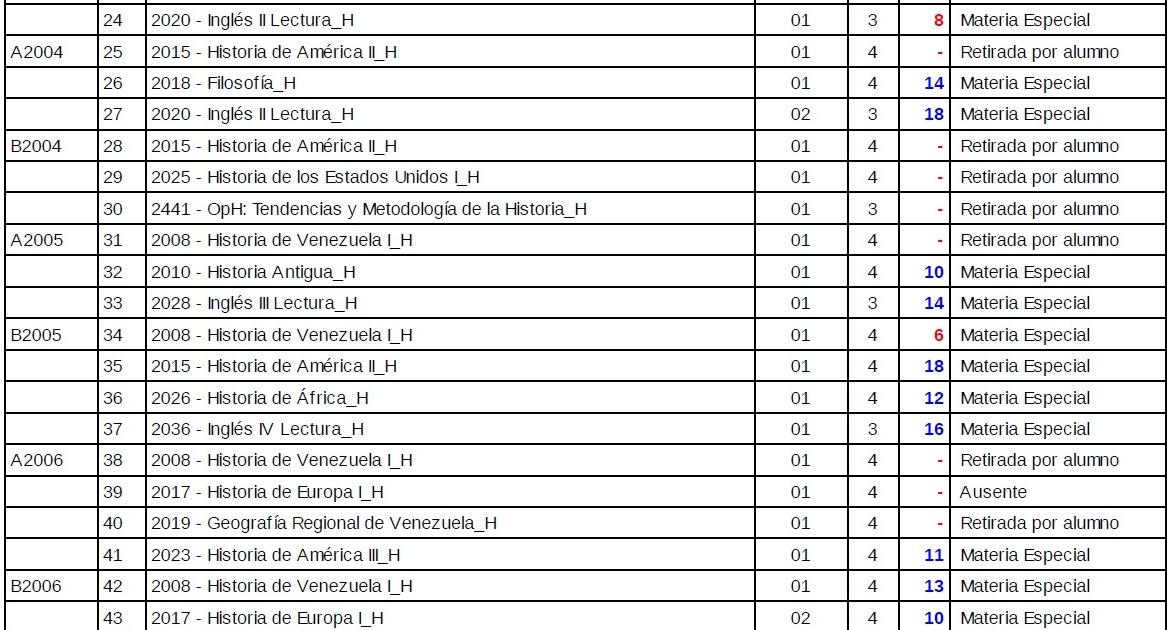 24 2020 - Inglés II Lectura_H 01 3 8 Materia Especial
A2004 25 2015 - Historia de América II_H 01 4 - Retirada por alumno
26 2018 - Filosofía_H 01 4 14 Materia Especial
27 2020 - Inglés II Lectura_H 02 3 18 Materia Especial
B2004 28 2015 - Historia de América II_H 01 4 - Retirada por alumno
29 2025 - Historia de los Estados Unidos I_H 01 4 - Retirada por alumno
30 2441 - OpH: Tendencias y Metodología de la Historia_H 01 3 - Retirada por alumno
A2005 31 2008 - Historia de Venezuela I_H 01 4 - Retirada por alumno
32 2010 - Historia Antigua_H 01 4 10 Materia Especial
33 2028 - Inglés III Lectura_H 01 3 14 Materia Especial
B2005 34 2008 - Historia de Venezuela I_H 01 4 6 Materia Especial
35 2015 - Historia de América II_H 01 4 18 Materia Especial
36 2026 - Historia de África_H 01 4 12 Materia Especial
37 2036 - Inglés IV Lectura_H 01 3 16 Materia Especial
A2006 38 2008 - Historia de Venezuela I_H 01 4 - Retirada por alumno
39 2017 - Historia de Europa I_H 01 4 - Ausente
40 2019 - Geografía Regional de Venezuela_H 01 4 - Retirada por alumno
41 2023 - Historia de América III_H 01 4 11 Materia Especial
B2006 42 2008 - Historia de Venezuela I_H 01 4 13 Materia Especial
43 2017 - Historia de Europa I_H 02 4 10 Materia Especial